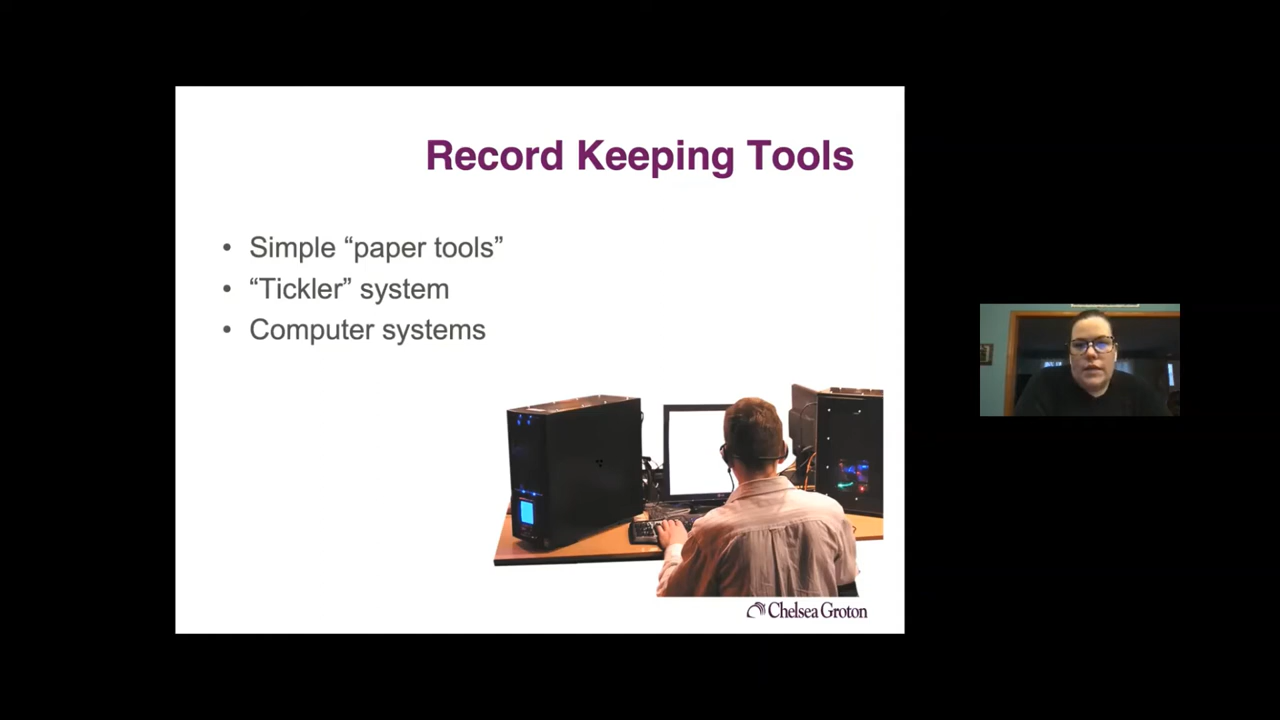 Record Keeping Tools
• Simple “paper tools”
• “Tickler” system
• Computer systems
Chelsea Groton